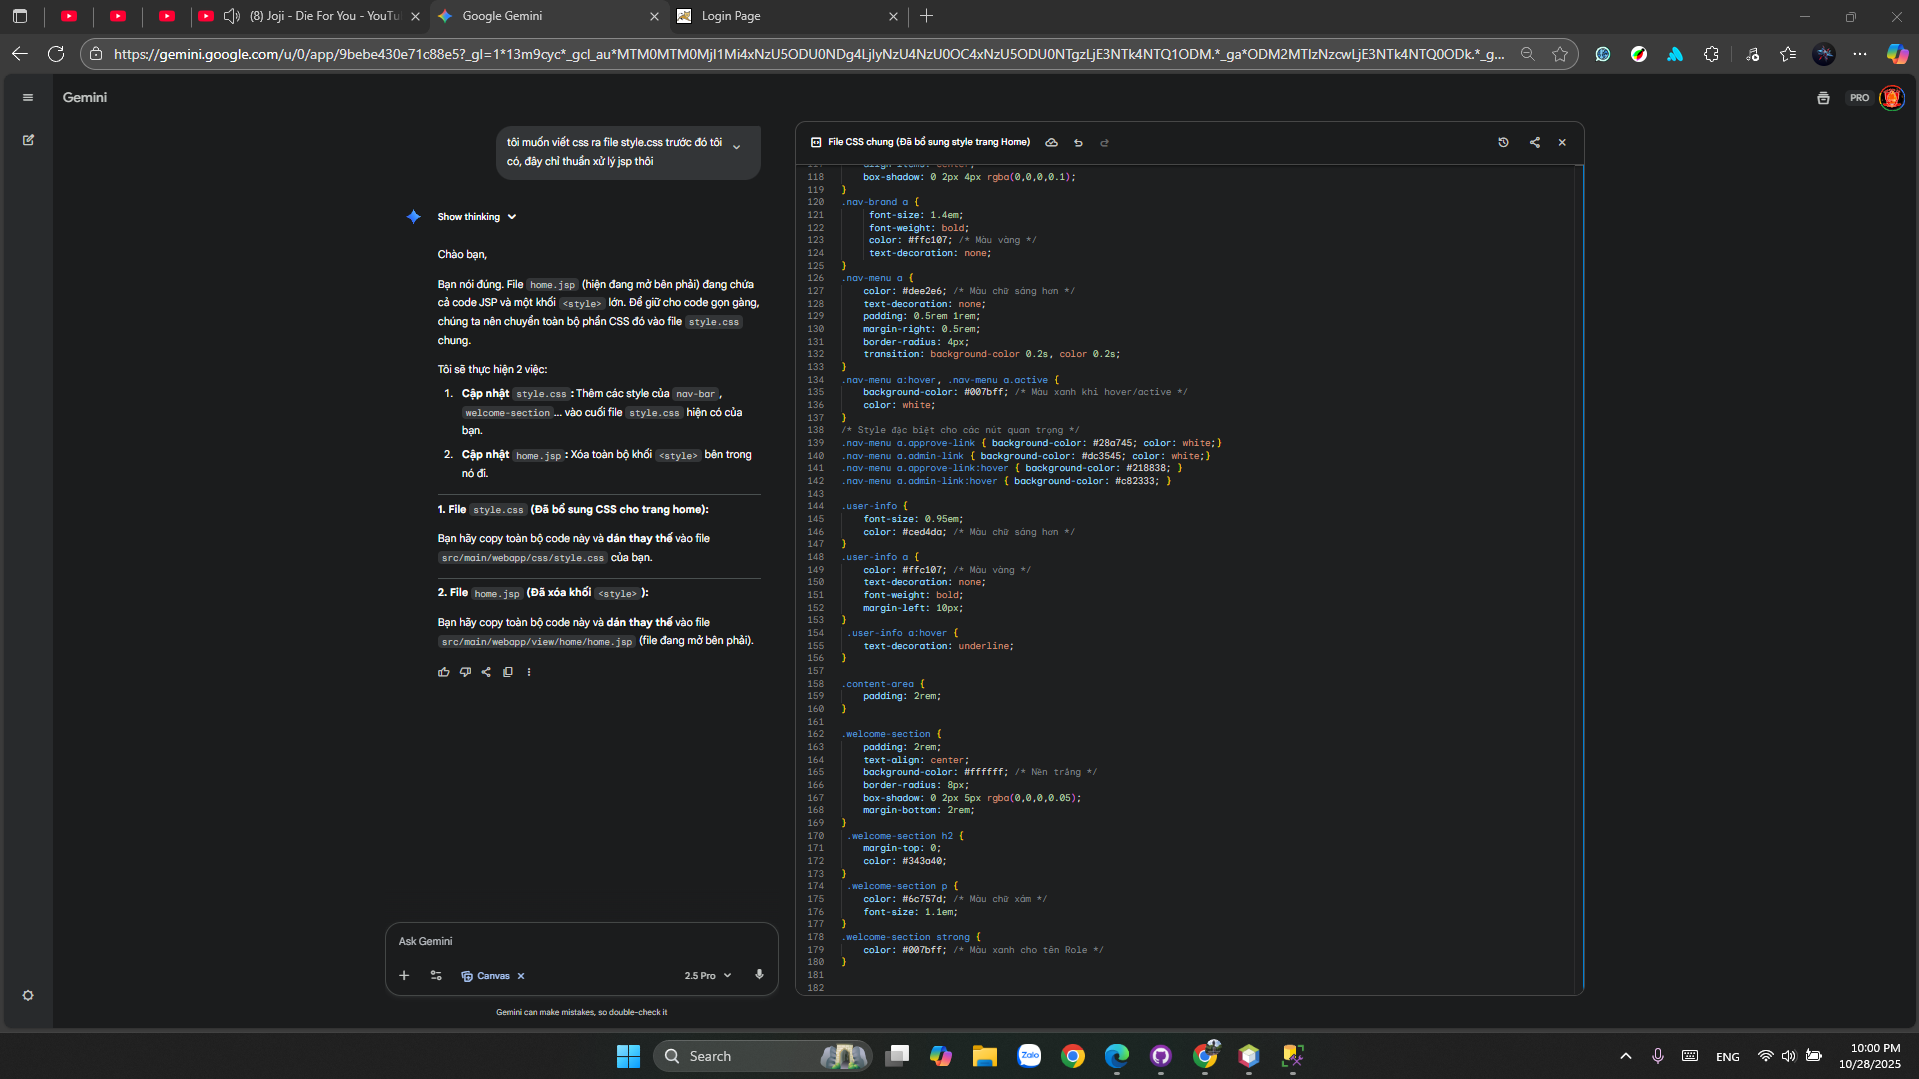 (8) Joji - Die For You - YouTu
Google Gemini
Login Page
https://gemini.google.com/u/0/app/9bebe430e71c88e5?_gl=1*13m9cyc*_gcl_au*
Gemini
PRO
tôi muốn viết css ra file style.css trước đó tôi
có, đây chỉ thuần xử lý jsp thôi
Show thinking
Chào bạn,
Bạn nói đúng. File home.jsp (hiện đang mở bên phải) đang chứa
cả code JSP và một khối <style> lớn. Để giữ cho code gọn gàng,
chúng ta nên chuyển toàn bộ phần CSS đó vào file style.css
chung.
Tôi sẽ thực hiện 2 việc:
1. Cập nhật style.css : Thêm các style của nav-bar ,
welcome-section ... vào cuối file style.css hiện có của
bạn.
2. Cập nhật home.jsp : Xóa toàn bộ khối <style> bên trong
nó đi.
1. File style.css (Đã bổ sung CSS cho trang home):
Bạn hãy copy toàn bộ code này và dán thay thế vào file
src/main/webapp/css/style.css của bạn.
2. File home.jsp (Đã xóa khối <style> ):
Bạn hãy copy toàn bộ code này và dán thay thế vào file
src/main/webapp/view/home/home.jsp (file đang mở bên phải).
Ask Gemini
Canvas
2.5 Pro
Gemini can make mistakes, so double-check it
File CSS chung (Đã bổ sung style trang Home)
118 box-shadow: 0 2px 4px rgba(0,0,0,0.1);
119 }
120 .nav-brand a {
121 font-size: 1.4em;
122 font-weight: bold;
123 color: #ffc107; /* Màu vàng */
124 text-decoration: none;
125 }
126 .nav-menu a {
127 color: #dee2e6; /* Màu chữ sáng hơn */
128 text-decoration: none;
129 padding: 0.5rem 1rem;
130 margin-right: 0.5rem;
131 border-radius: 4px;
132 transition: background-color 0.2s, color 0.2s;
133 }
134 .nav-menu a:hover, .nav-menu a.active {
135 background-color: #007bff; /* Màu xanh khi hover/active */
136 color: white;
137 }
138 /* Style đặc biệt cho các nút quan trọng */
139 .nav-menu a.approve-link { background-color: #28a745; color: white;}
140 .nav-menu a.admin-link { background-color: #dc3545; color: white;}
141 .nav-menu a.approve-link:hover { background-color: #218838; }
142 .nav-menu a.admin-link:hover { background-color: #c82333; }
143
144 .user-info {
145 font-size: 0.95em;
146 color: #ced4da; /* Màu chữ sáng hơn */
147 }
148 .user-info a {
149 color: #ffc107; /* Màu vàng */
150 text-decoration: none;
151 font-weight: bold;
152 margin-left: 10px;
153 }
154 .user-info a:hover {
155 text-decoration: underline;
156 }
157
158 .content-area {
159 padding: 2rem;
160 }
161
162 .welcome-section {
163 padding: 2rem;
164 text-align: center;
165 background-color: #ffffff; /* Nền trắng */
166 border-radius: 8px;
167 box-shadow: 0 2px 5px rgba(0,0,0,0.05);
168 margin-bottom: 2rem;
169 }
170 .welcome-section h2 {
171 margin-top: 0;
172 color: #343a40;
173 }
174 .welcome-section p {
175 color: #6c757d; /* Màu chữ xám */
176 font-size: 1.1em;
177 }
178 .welcome-section strong {
179 color: #007bff; /* Màu xanh cho tên Role */
180 }
181
182
Search
Zalo
ENG
10:00 PM
10/28/2025